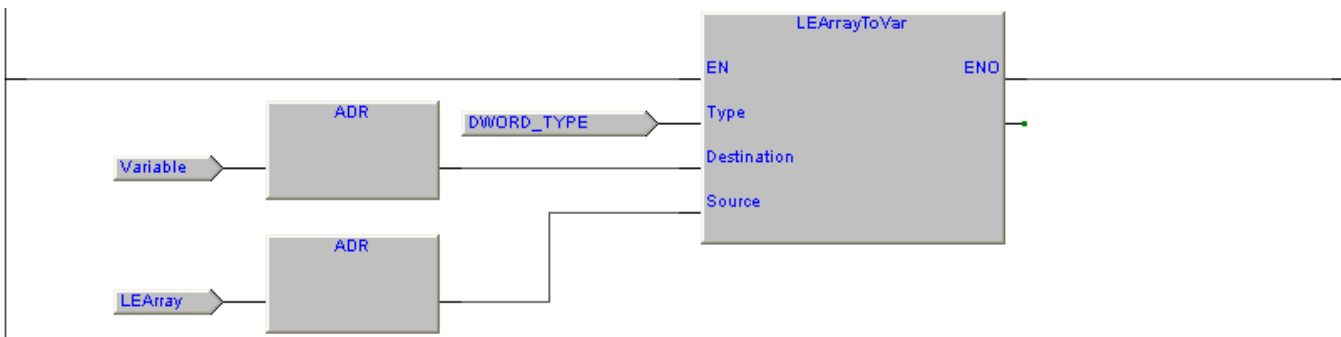 LEArrayToVar
EN ENO
ADR
DWORD_TYPE
Type
Variable
Destination
Source
ADR
LEArray